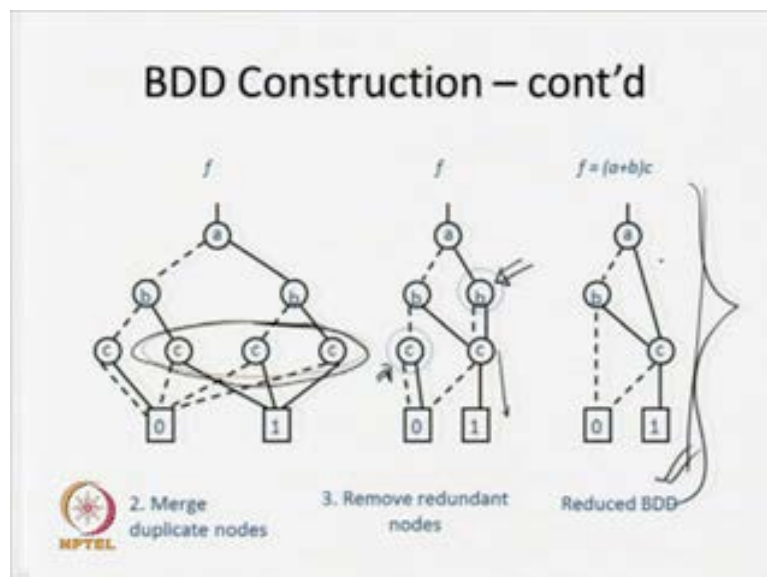 BDD Construction – cont'd
f
f
f = (a+b)c
a
a
a
b
b
b
b
b
c
c
c
c
c
c
c
0
1
0
1
0
1
2. Merge
duplicate nodes
3. Remove redundant
nodes
Reduced BDD
NPTEL